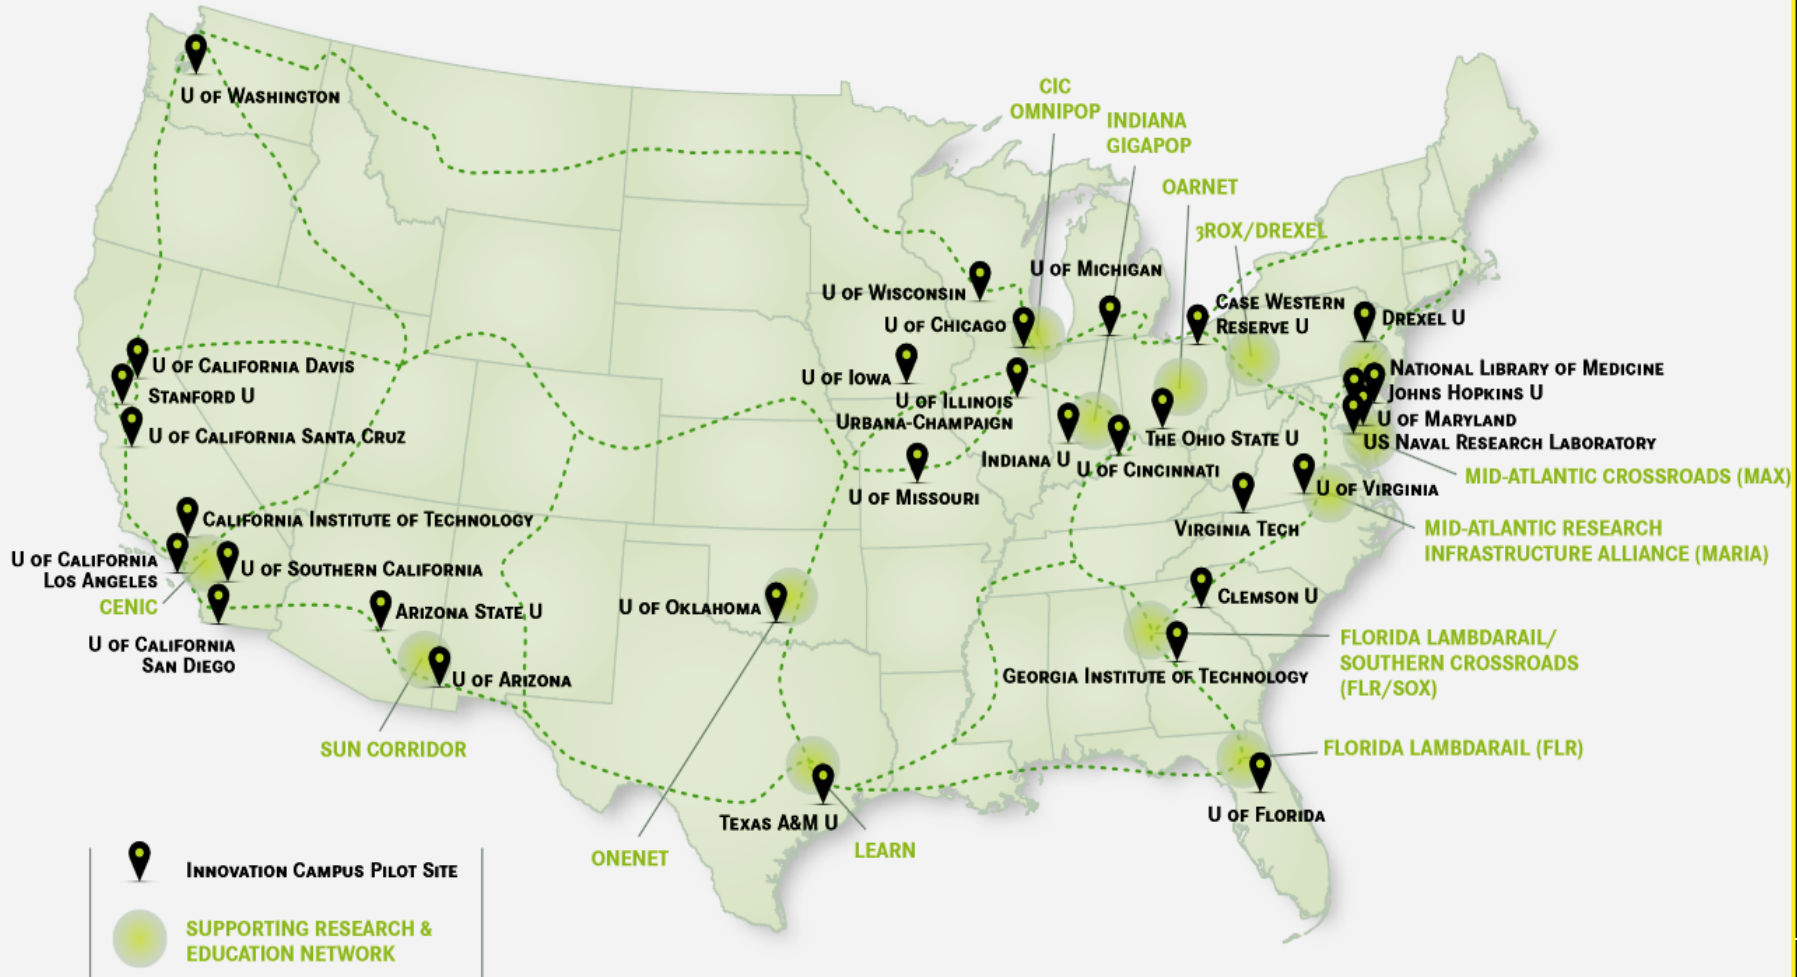 U of Washington
CIC
OMNIPOP
INDIANA
GIGAPOP
OARNET
3ROX/DREXEL
U of Michigan
U of Wisconsin
Case Western
Reserve U
U of Chicago
Drexel U
U of California Davis
Stanford U
U of Iowa
National Library of Medicine
Johns Hopkins U
U of Illinois
Urbana-Champaign
U of Maryland
US Naval Research Laboratory
U of California Santa Cruz
The Ohio State U
Indiana U
U of Cincinnati
MID-ATLANTIC CROSSROADS (MAX)
U of Missouri
U of Virginia
California Institute of Technology
Virginia Tech
MID-ATLANTIC RESEARCH
INFRASTRUCTURE ALLIANCE (MARIA)
U of California
Los Angeles
U of Southern California
CENIC
Arizona State U
U of Oklahoma
Clemson U
U of California
San Diego
FLORIDA LAMBDARAIL/
SOUTHERN CROSSROADS
(FLR/SOX)
U of Arizona
Georgia Institute of Technology
SUN CORRIDOR
FLORIDA LAMBDARAIL (FLR)
Texas A&M U
U of Florida
ONENET
LEARN
Innovation Campus Pilot Site
SUPPORTING RESEARCH &
EDUCATION NETWORK